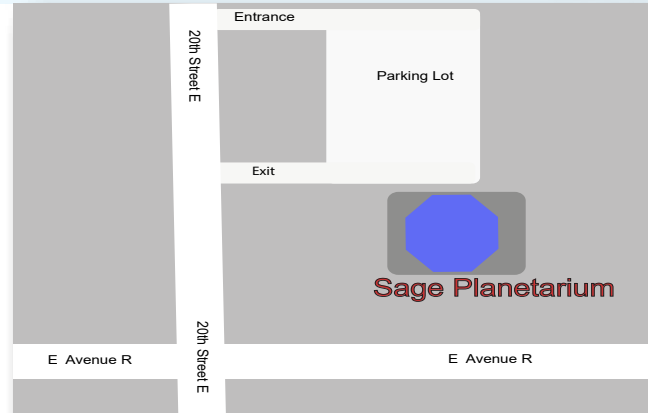 Entrance
20th Street E
Parking Lot
Exit
Sage Planetarium
20th Street E
E Avenue R
E Avenue R